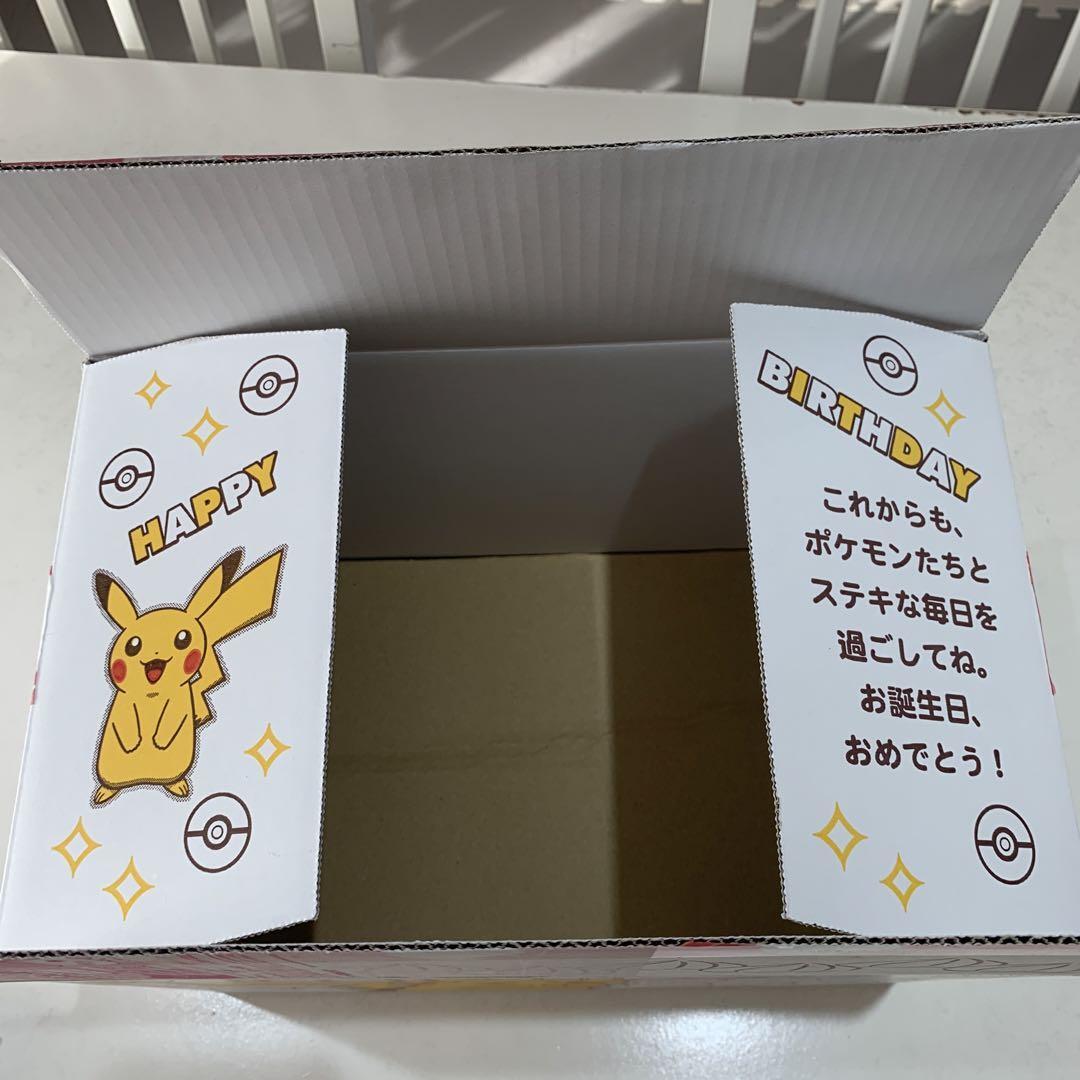 HAPPY
BIRTHDAY
これからも、
ポケモンたちと
ステキな毎日を
過ごしてね。
お誕生日、
おめでとう！